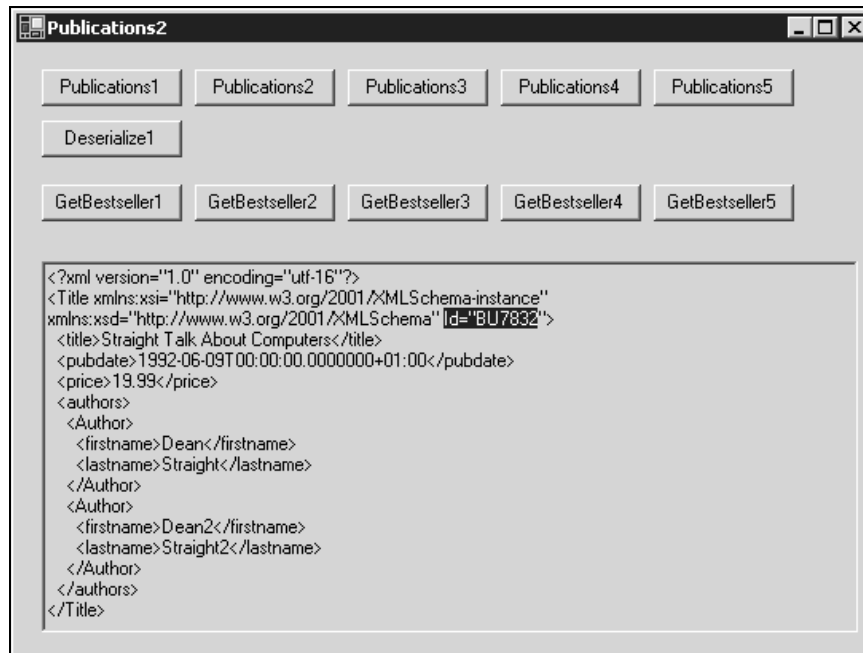 Publications2
Publications1 Publications2 Publications3 Publications4 Publications5
Deserialize1
GetBestseller1 GetBestseller2 GetBestseller3 GetBestseller4 GetBestseller5
<?xml version="1.0" encoding="utf-16"?>
<Title xmlns:xsi="http://www.w3.org/2001/XMLSchema-instance"
xmlns:xsd="http://www.w3.org/2001/XMLSchema" Id="BU7832">
<title>Straight Talk About Computers</title>
<pubdate>1992-06-09T00:00:00.0000000+01:00</pubdate>
<price>19.99</price>
<authors>
<Author>
<firstname>Dean</firstname>
<lastname>Straight</lastname>
</Author>
<Author>
<firstname>Dean2</firstname>
<lastname>Straight2</lastname>
</Author>
</authors>
</Title>